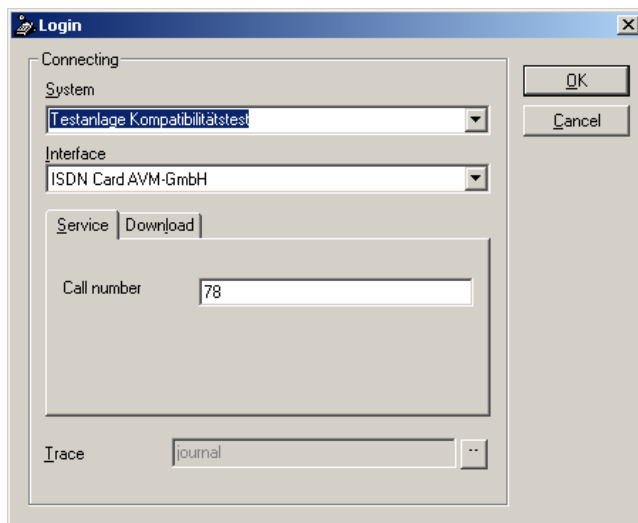 Login
Connecting
System
OK
Testanlage Kompatibilitätstest
Cancel
Interface
ISDN Card AVM-GmbH
Service Download
Call number 78
Trace journal ..